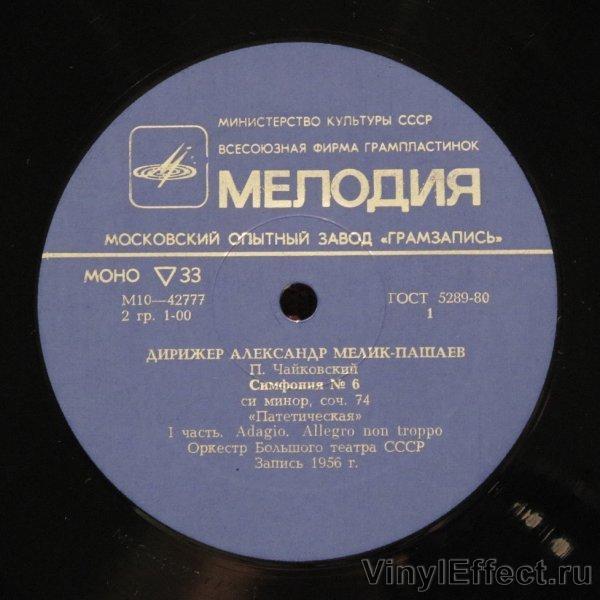 МИНИСТЕРСТВО КУЛЬТУРЫ СССР
ВСЕСОЮЗНАЯ ФИРМА ГРАМПЛАСТИНОК
МЕЛОДИЯ
МОСКОВСКИЙ ОПЫТНЫЙ ЗАВОД «ГРАМЗАПИСЬ»
МОНО ▽ 33
М10—42777 ГОСТ 5289-80
2 гр. 1-00 1
ДИРИЖЕР АЛЕКСАНДР МЕЛИК-ПАШАЕВ
П. Чайковский
Симфония № 6
си минор, соч. 74
«Патетическая»
I часть. Adagio. Allegro non troppo
Оркестр Большого театра СССР
Запись 1956 г.
VinylEffect.ru